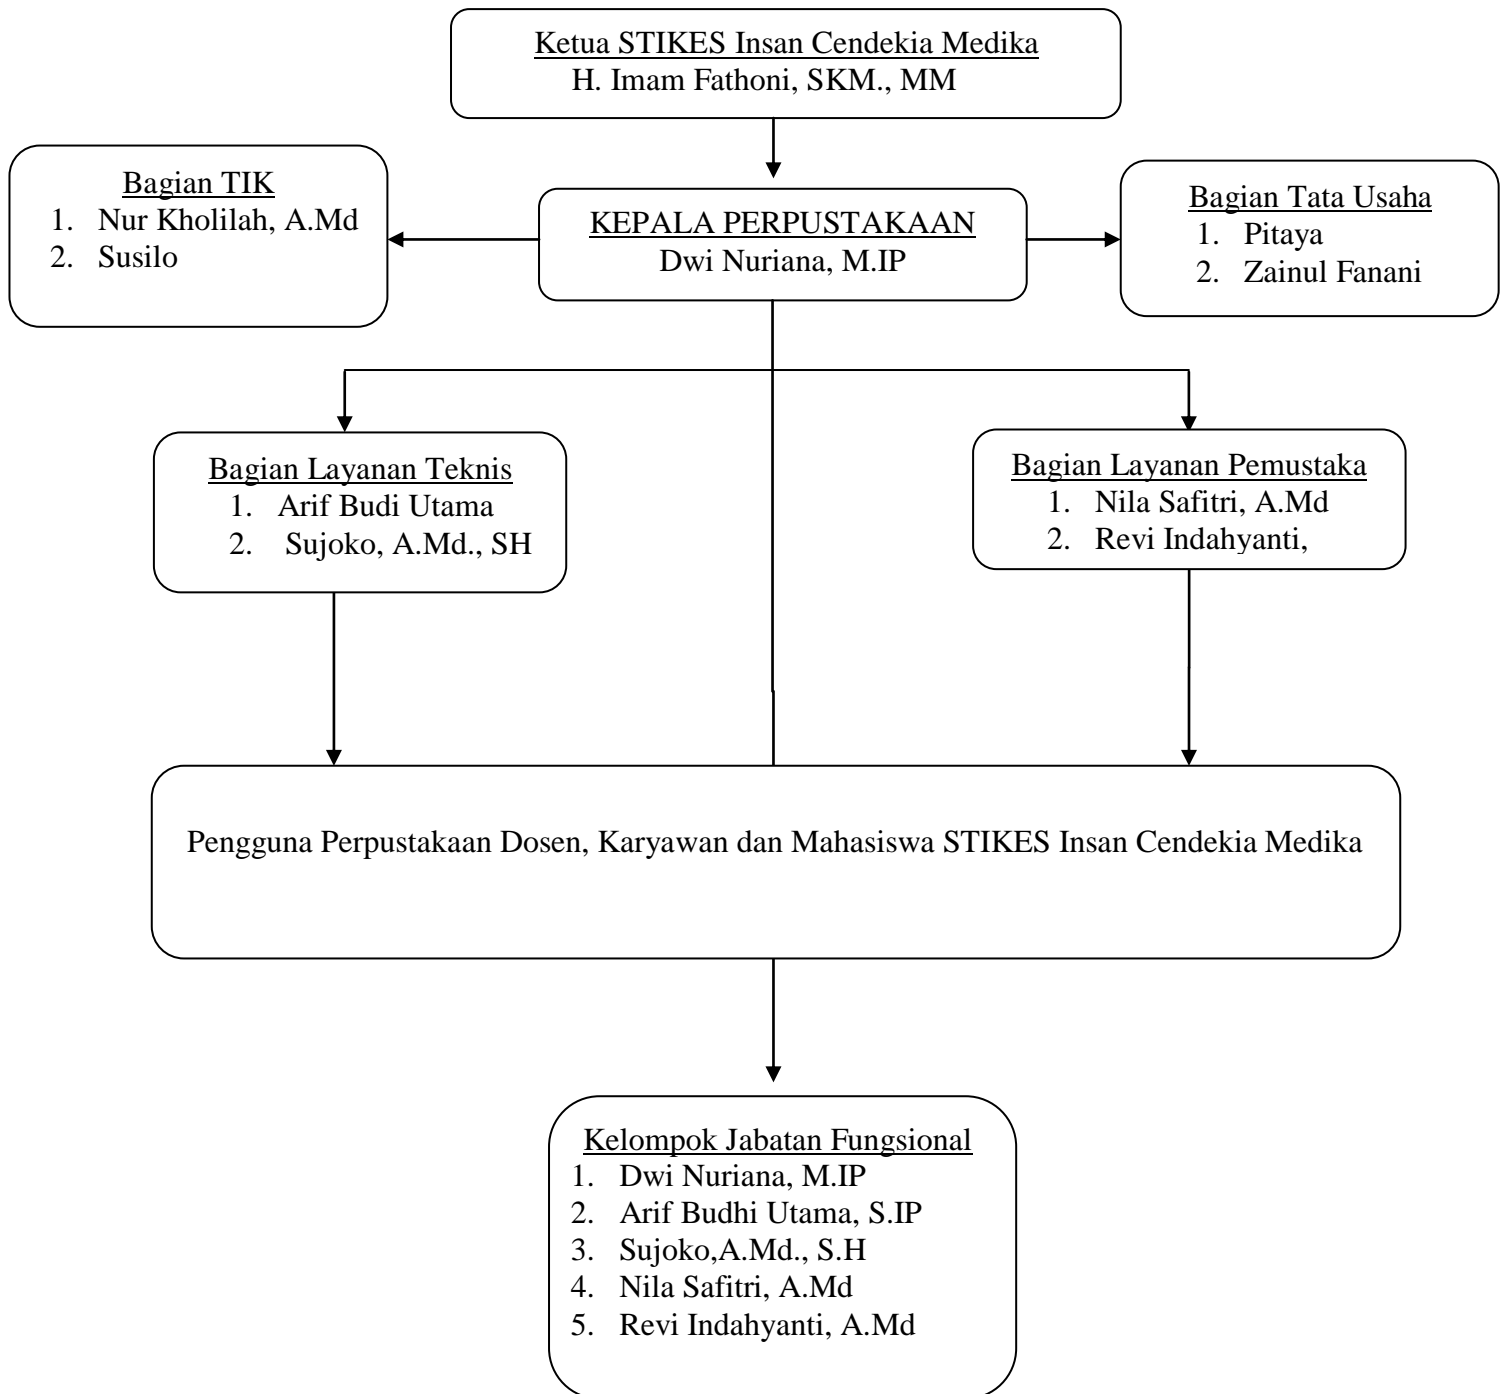 Ketua STIKES Insan Cendekia Medika
H. Imam Fathoni, SKM., MM
Bagian TIK
1. Nur Kholilah, A.Md
2. Susilo
KEPALA PERPUSTAKAAN
Dwi Nuriana, M.IP
Bagian Tata Usaha
1. Pitaya
2. Zainul Fanani
Bagian Layanan Teknis
1. Arif Budi Utama
2. Sujoko, A.Md., SH
Bagian Layanan Pemustaka
1. Nila Safitri, A.Md
2. Revi Indahyanti,
Pengguna Perpustakaan Dosen, Karyawan dan Mahasiswa STIKES Insan Cendekia Medika
Kelompok Jabatan Fungsional
1. Dwi Nuriana, M.IP
2. Arif Budhi Utama, S.IP
3. Sujoko,A.Md., S.H
4. Nila Safitri, A.Md
5. Revi Indahyanti, A.Md